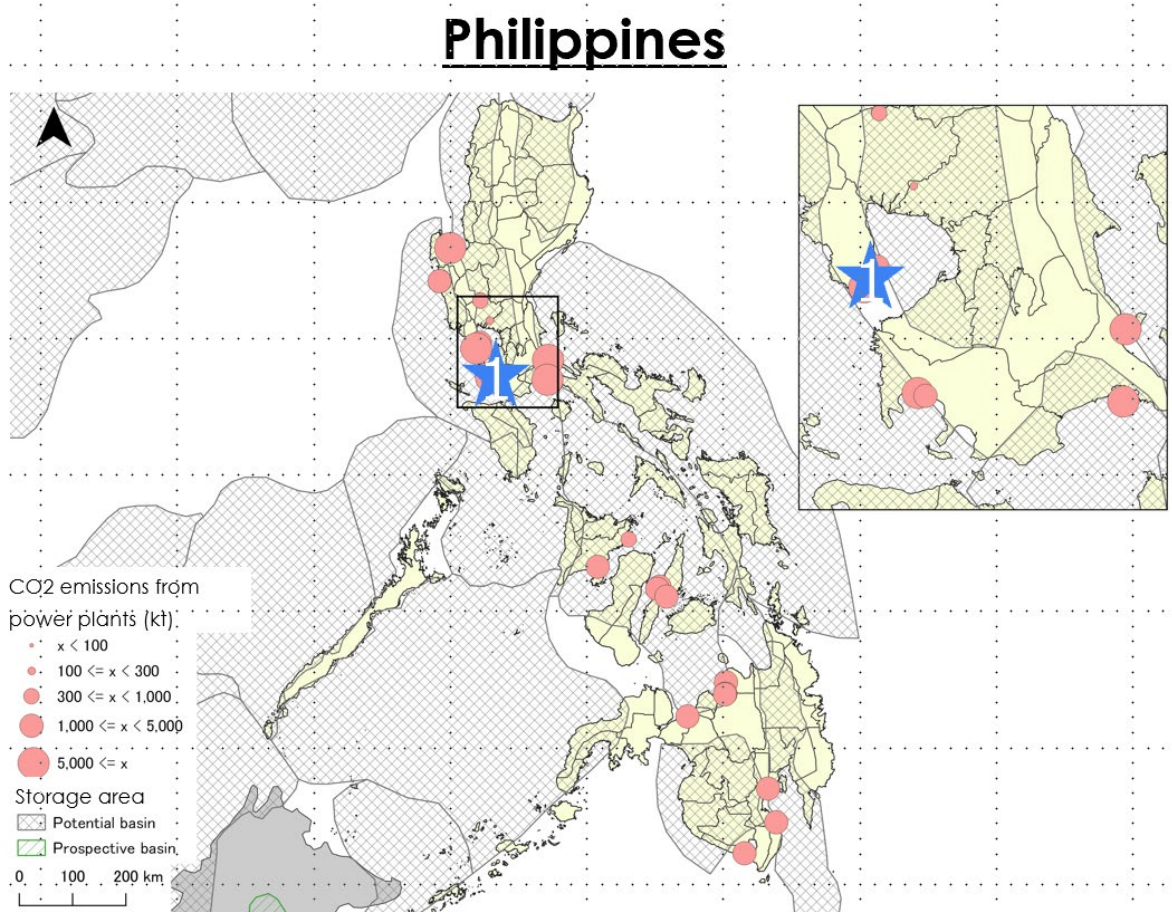 Philippines
1
1
CO2 emissions from
power plants (kt)
x < 100
100 <= x < 300
300 <= x < 1,000
1,000 <= x < 5,000
5,000 <= x
Storage area
Potential basin
Prospective basin
0 100 200 km